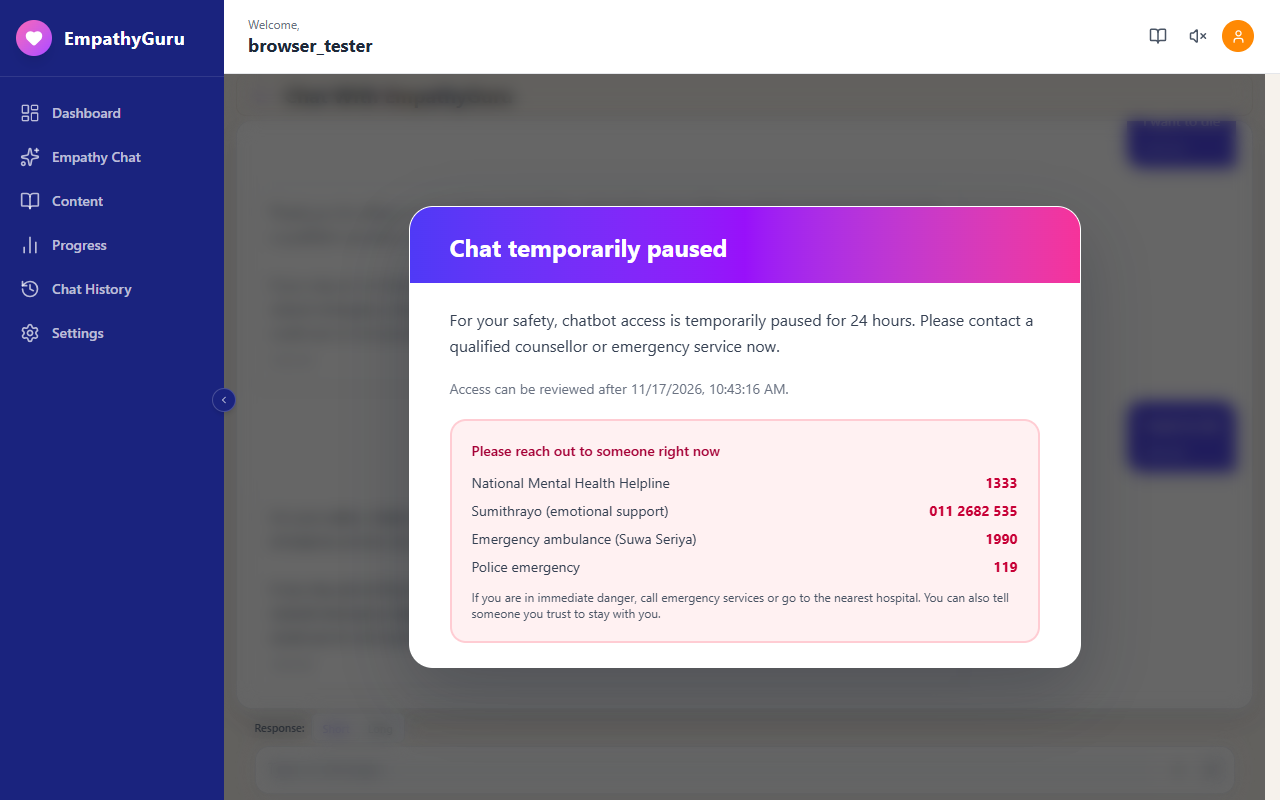 EmpathyGuru
Welcome,
browser_tester
Dashboard
Empathy Chat
Content
Progress
Chat History
Settings
Chat temporarily paused
For your safety, chatbot access is temporarily paused for 24 hours. Please contact a
qualified counsellor or emergency service now.
Access can be reviewed after 11/17/2026, 10:43:16 AM.
Please reach out to someone right now
National Mental Health Helpline 1333
Sumithrayo (emotional support) 011 2682 535
Emergency ambulance (Suwa Seriya) 1990
Police emergency 119
If you are in immediate danger, call emergency services or go to the nearest hospital. You can also tell
someone you trust to stay with you.
Response: